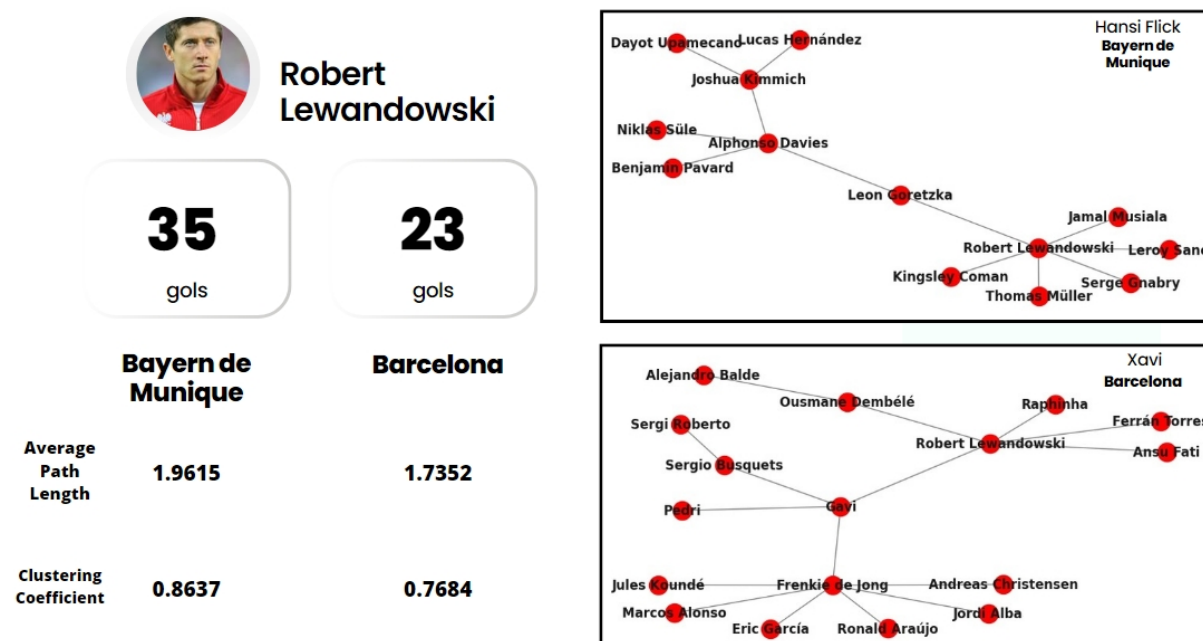 Robert
Lewandowski
35
gols
23
gols
Bayern de
Munique
Barcelona
Average
Path
Length
1.9615
1.7352
Clustering
Coefficient
0.8637
0.7684
Hansi Flick
Bayern de
Munique
Dayot Upamecano
Lucas Hernández
Joshua Kimmich
Niklas Süle
Alphonso Davies
Benjamin Pavard
Leon Goretzka
Jamal Musiala
Robert Lewandowski
Leroy Sané
Kingsley Coman
Serge Gnabry
Thomas Müller
Xavi
Barcelona
Alejandro Balde
Ousmane Dembélé
Raphinha
Sergi Roberto
Ferrán Torres
Robert Lewandowski
Ansu Fati
Sergio Busquets
Pedri
Gavi
Jules Koundé
Frenkie de Jong
Andreas Christensen
Marcos Alonso
Jordi Alba
Eric García
Ronald Araújo